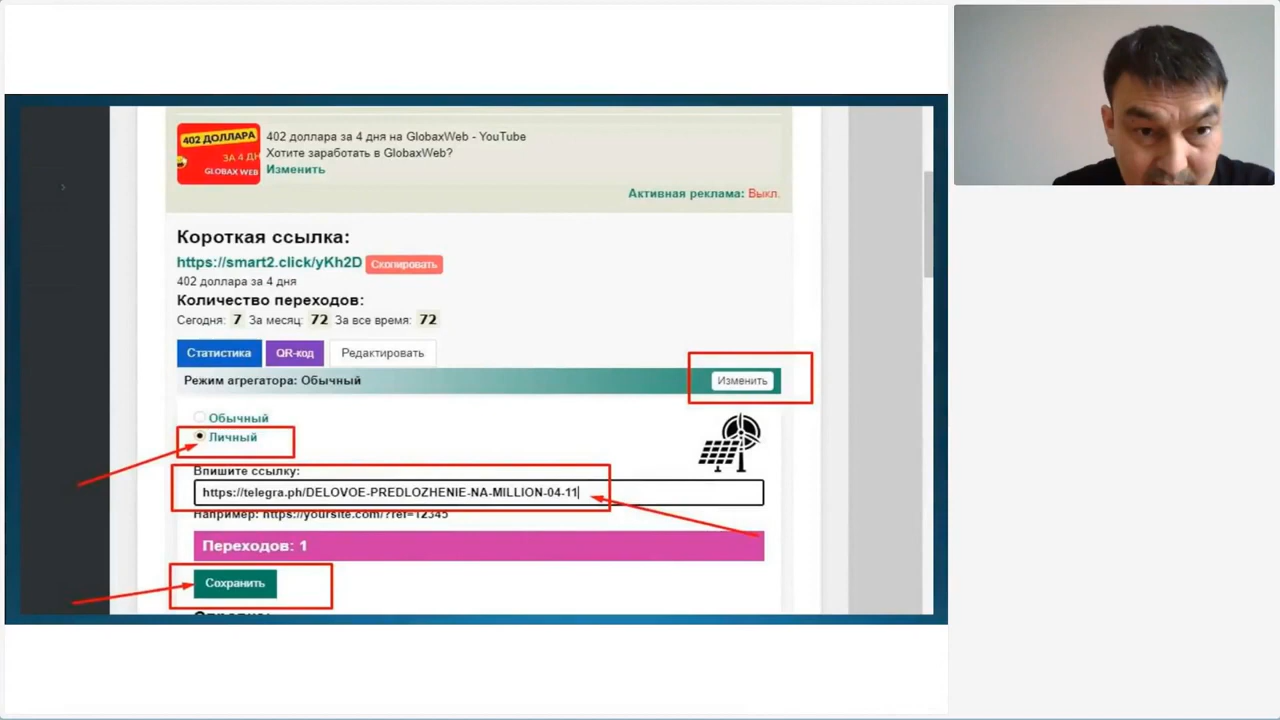 402 ДОЛЛАРА
ЗА 4 ДН
GLOBAX WEB
402 доллара за 4 дня на GlobaxWeb - YouTube
Хотите заработать в GlobaxWeb?
Изменить
Активная реклама: Выкл.
Короткая ссылка:
https://smart2.click/yKh2D Скопировать
402 доллара за 4 дня
Количество переходов:
Сегодня: 7 За месяц: 72 За все время: 72
Статистика QR-код Редактировать
Режим агрегатора: Обычный Изменить
Обычный
Личный
Впишите ссылку:
https://telegra.ph/DELOVOE-PREDLOZHENIE-NA-MILLION-04-11
Например: https://yoursite.com/?ref=12345
Переходов: 1
Сохранить